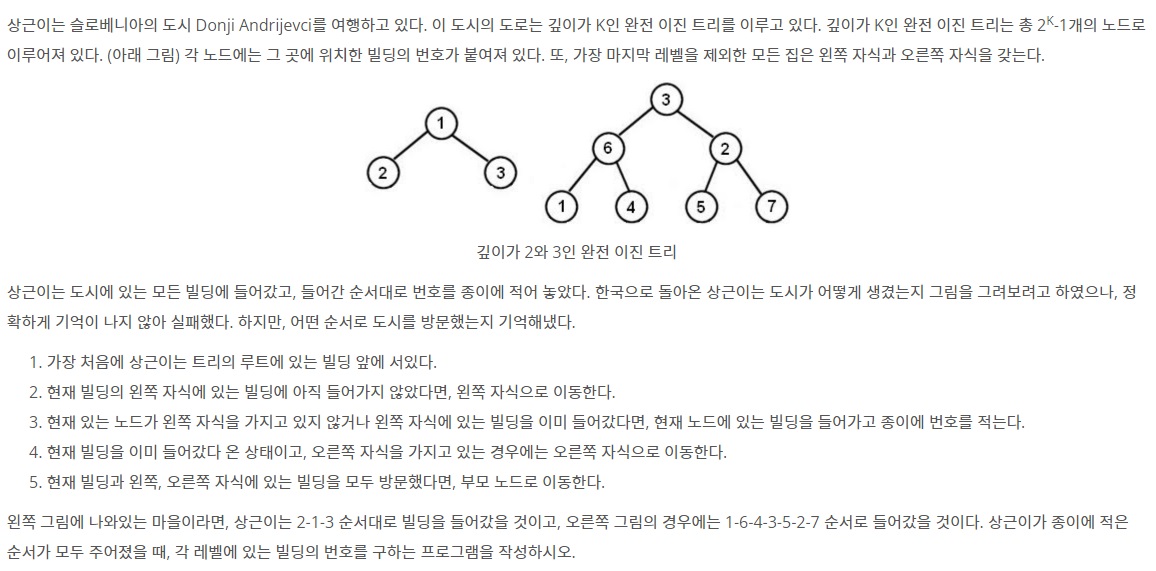 상근이는 슬로베니아의 도시 Donji Andrijevci를 여행하고 있다. 이 도시의 도로는 깊이가 K인 완전 이진 트리를 이루고 있다. 깊이가 K인 완전 이진 트리는 총 2^K-1개의 노드로
이루어져 있다. (아래 그림) 각 노드에는 그 곳에 위치한 빌딩의 번호가 붙여져 있다. 또, 가장 마지막 레벨을 제외한 모든 집은 왼쪽 자식과 오른쪽 자식을 갖는다.
1
2 3
3
6 2
1 4 5 7
깊이가 2와 3인 완전 이진 트리
상근이는 도시에 있는 모든 빌딩에 들어갔고, 들어간 순서대로 번호를 종이에 적어 놓았다. 한국으로 돌아온 상근이는 도시가 어떻게 생겼는지 그림을 그려보려고 하였으나, 정
확하게 기억이 나지 않아 실패했다. 하지만, 어떤 순서로 도시를 방문했는지 기억해냈다.
1. 가장 처음에 상근이는 트리의 루트에 있는 빌딩 앞에 서있다.
2. 현재 빌딩의 왼쪽 자식에 있는 빌딩에 아직 들어가지 않았다면, 왼쪽 자식으로 이동한다.
3. 현재 있는 노드가 왼쪽 자식을 가지고 있지 않거나 왼쪽 자식에 있는 빌딩을 이미 들어갔다면, 현재 노드에 있는 빌딩을 들어가고 종이에 번호를 적는다.
4. 현재 빌딩을 이미 들어갔다 온 상태이고, 오른쪽 자식을 가지고 있는 경우에는 오른쪽 자식으로 이동한다.
5. 현재 빌딩과 왼쪽, 오른쪽 자식에 있는 빌딩을 모두 방문했다면, 부모 노드로 이동한다.
왼쪽 그림에 나와있는 마을이라면, 상근이는 2-1-3 순서대로 빌딩을 들어갔을 것이고, 오른쪽 그림의 경우에는 1-6-4-3-5-2-7 순서로 들어갔을 것이다. 상근이가 종이에 적은
순서가 모두 주어졌을 때, 각 레벨에 있는 빌딩의 번호를 구하는 프로그램을 작성하시오.